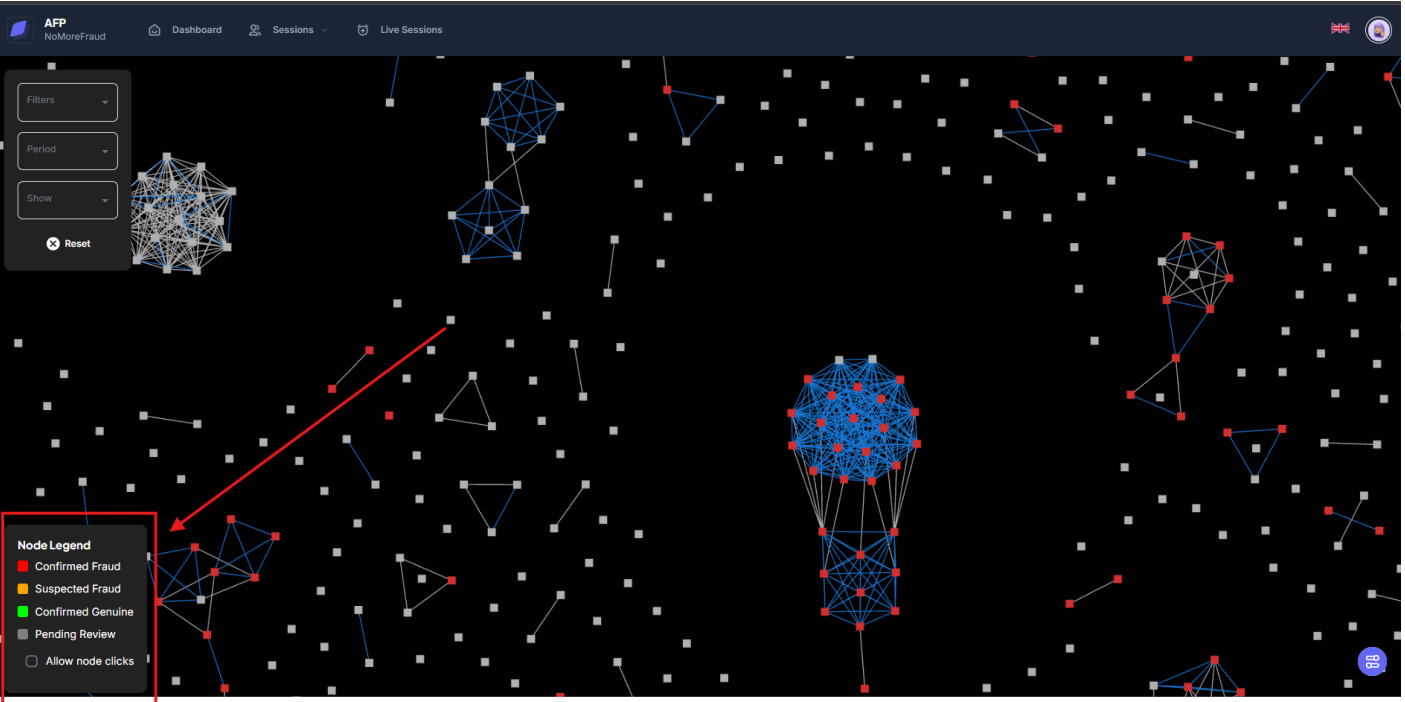 AFP
NoMoreFraud
Dashboard
Sessions
Live Sessions
Filters
Period
Show
Reset
Node Legend
Confirmed Fraud
Suspected Fraud
Confirmed Genuine
Pending Review
Allow node clicks